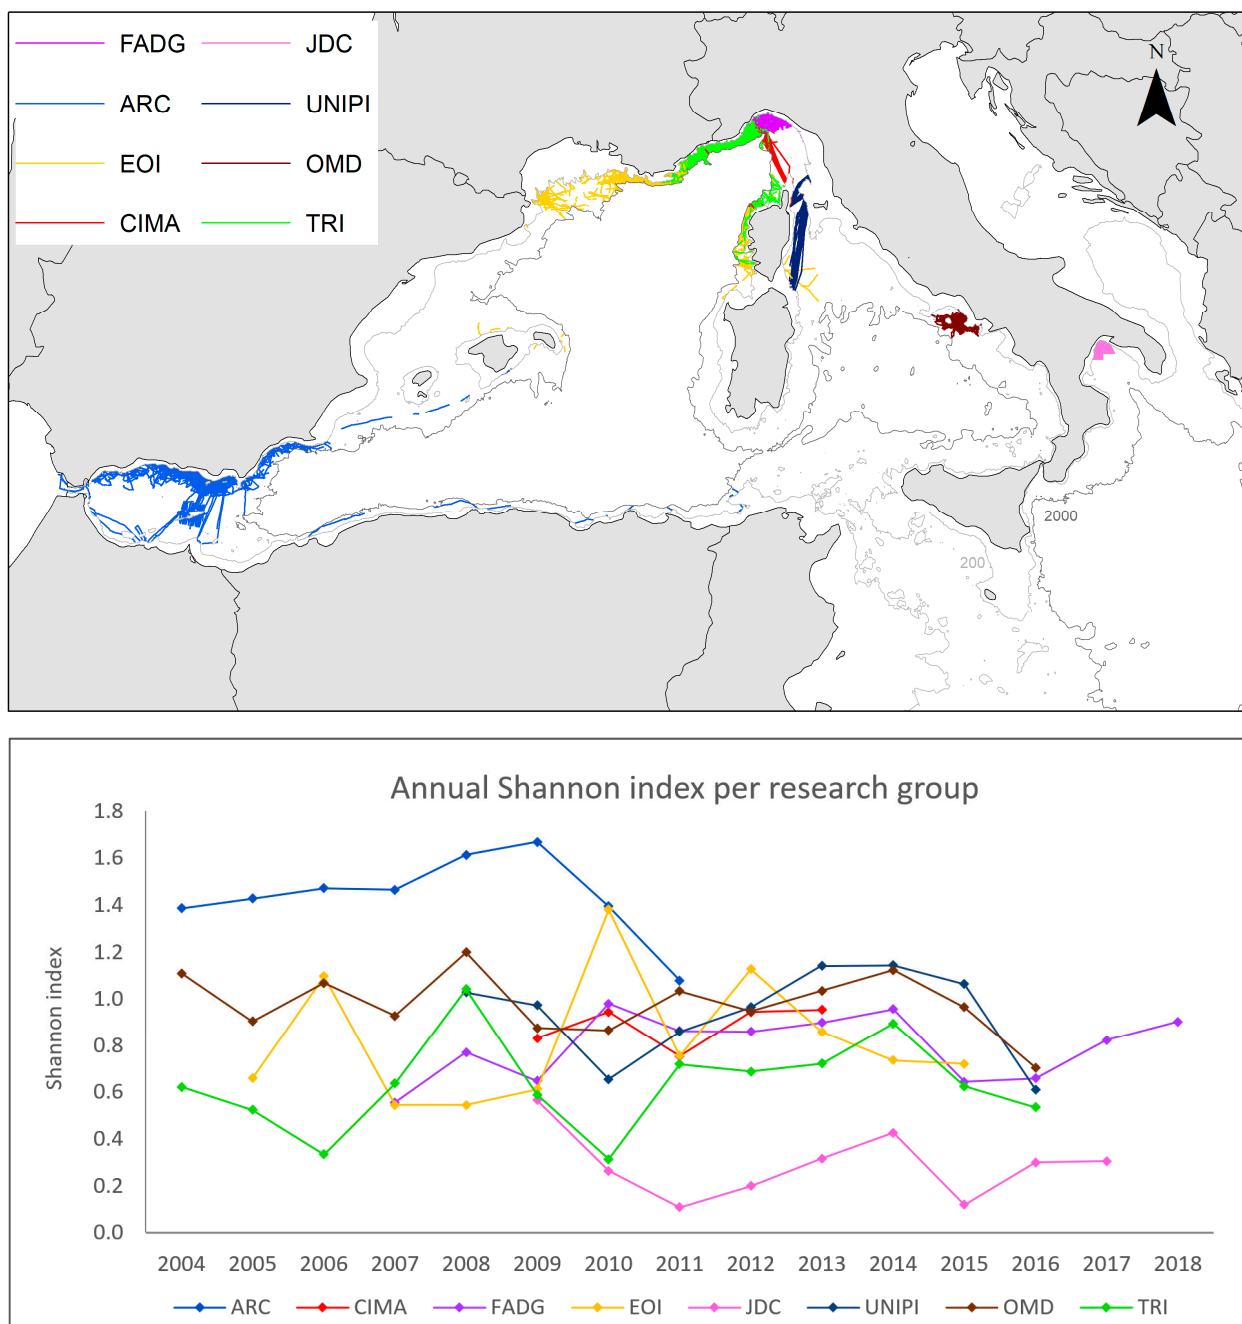 FADG JDC
N
ARC UNIPI
EOI OMD
CIMA TRI
2000
200
Annual Shannon index per research group
1.8
1.6
1.4
1.2
1.0
0.8
0.6
0.4
0.2
0.0
Shannon index
2004 2005 2006 2007 2008 2009 2010 2011 2012 2013 2014 2015 2016 2017 2018
ARC CIMA FADG EOI JDC UNIPI OMD TRI